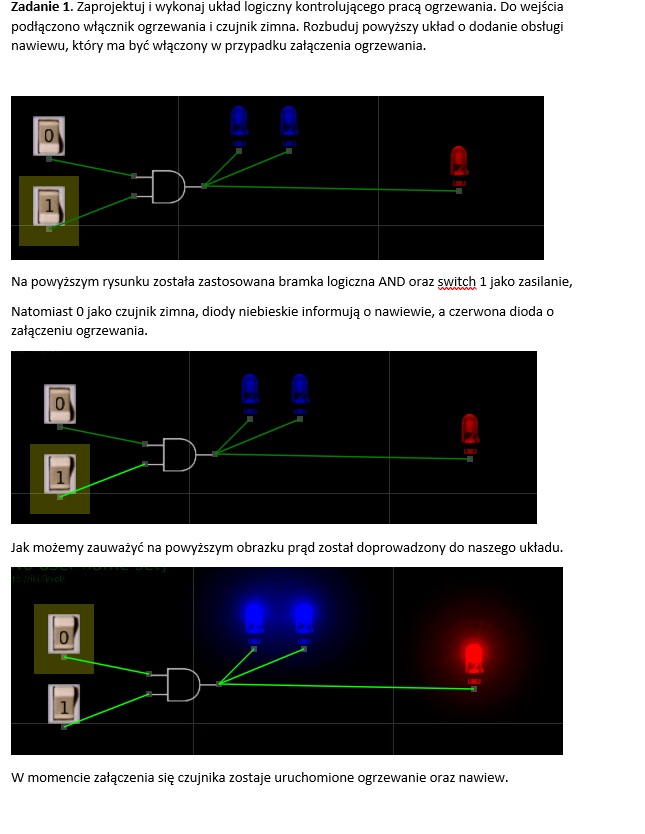 Zadanie 1. Zaprojektuj i wykonaj układ logiczny kontrolującego pracą ogrzewania. Do wejścia
podłączono włącznik ogrzewania i czujnik zimna. Rozbuduj powyższy układ o dodanie obsługi
nawiewu, który ma być włączony w przypadku załączenia ogrzewania.
0
1
Na powyższym rysunku została zastosowana bramka logiczna AND oraz switch 1 jako zasilanie,
Natomiast 0 jako czujnik zimna, diody niebieskie informują o nawiewie, a czerwona dioda o
załączeniu ogrzewania.
0
1
Jak możemy zauważyć na powyższym obrazku prąd został doprowadzony do naszego układu.
0
1
W momencie załączenia się czujnika zostaje uruchomione ogrzewanie oraz nawiew.